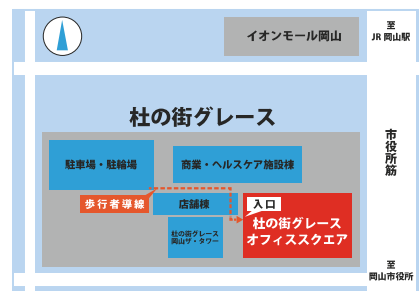 イオンモール岡山
至
JR 岡山駅
杜の街グレース
市役所筋
駐車場・駐輪場
商業・ヘルスケア施設棟
歩行者導線
店舗棟
入口
杜の街グレース
オフィススクエア
杜の街グレース
岡山ザ・タワー
至
岡山市役所